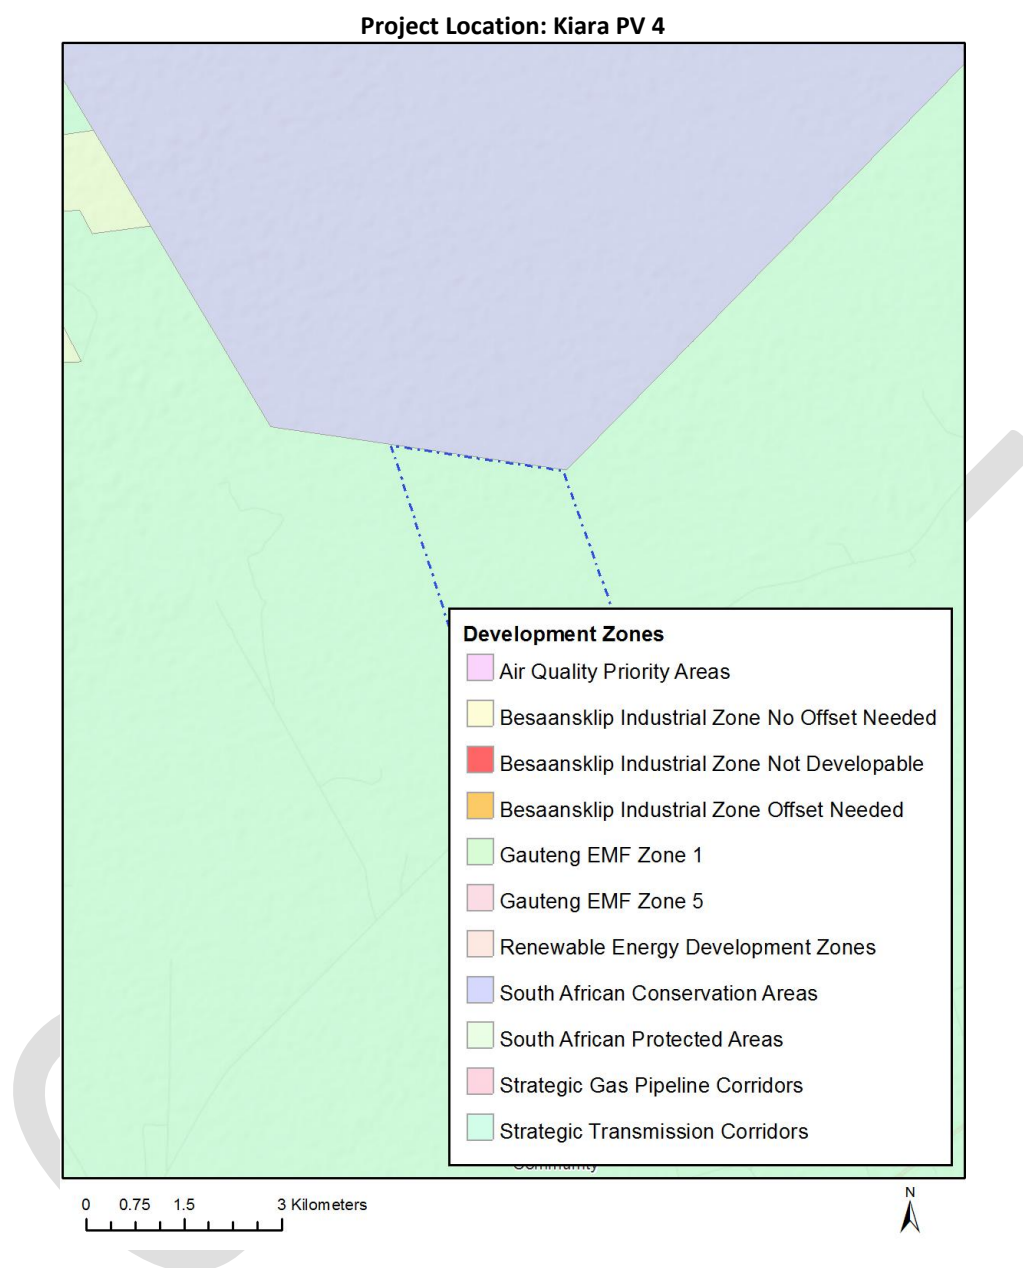 Project Location: Kiara PV 4
Development Zones
Air Quality Priority Areas
Besaansklip Industrial Zone No Offset Needed
Besaansklip Industrial Zone Not Developable
Besaansklip Industrial Zone Offset Needed
Gauteng EMF Zone 1
Gauteng EMF Zone 5
Renewable Energy Development Zones
South African Conservation Areas
South African Protected Areas
Strategic Gas Pipeline Corridors
Strategic Transmission Corridors
Community
0 0.75 1.5 3 Kilometers
N